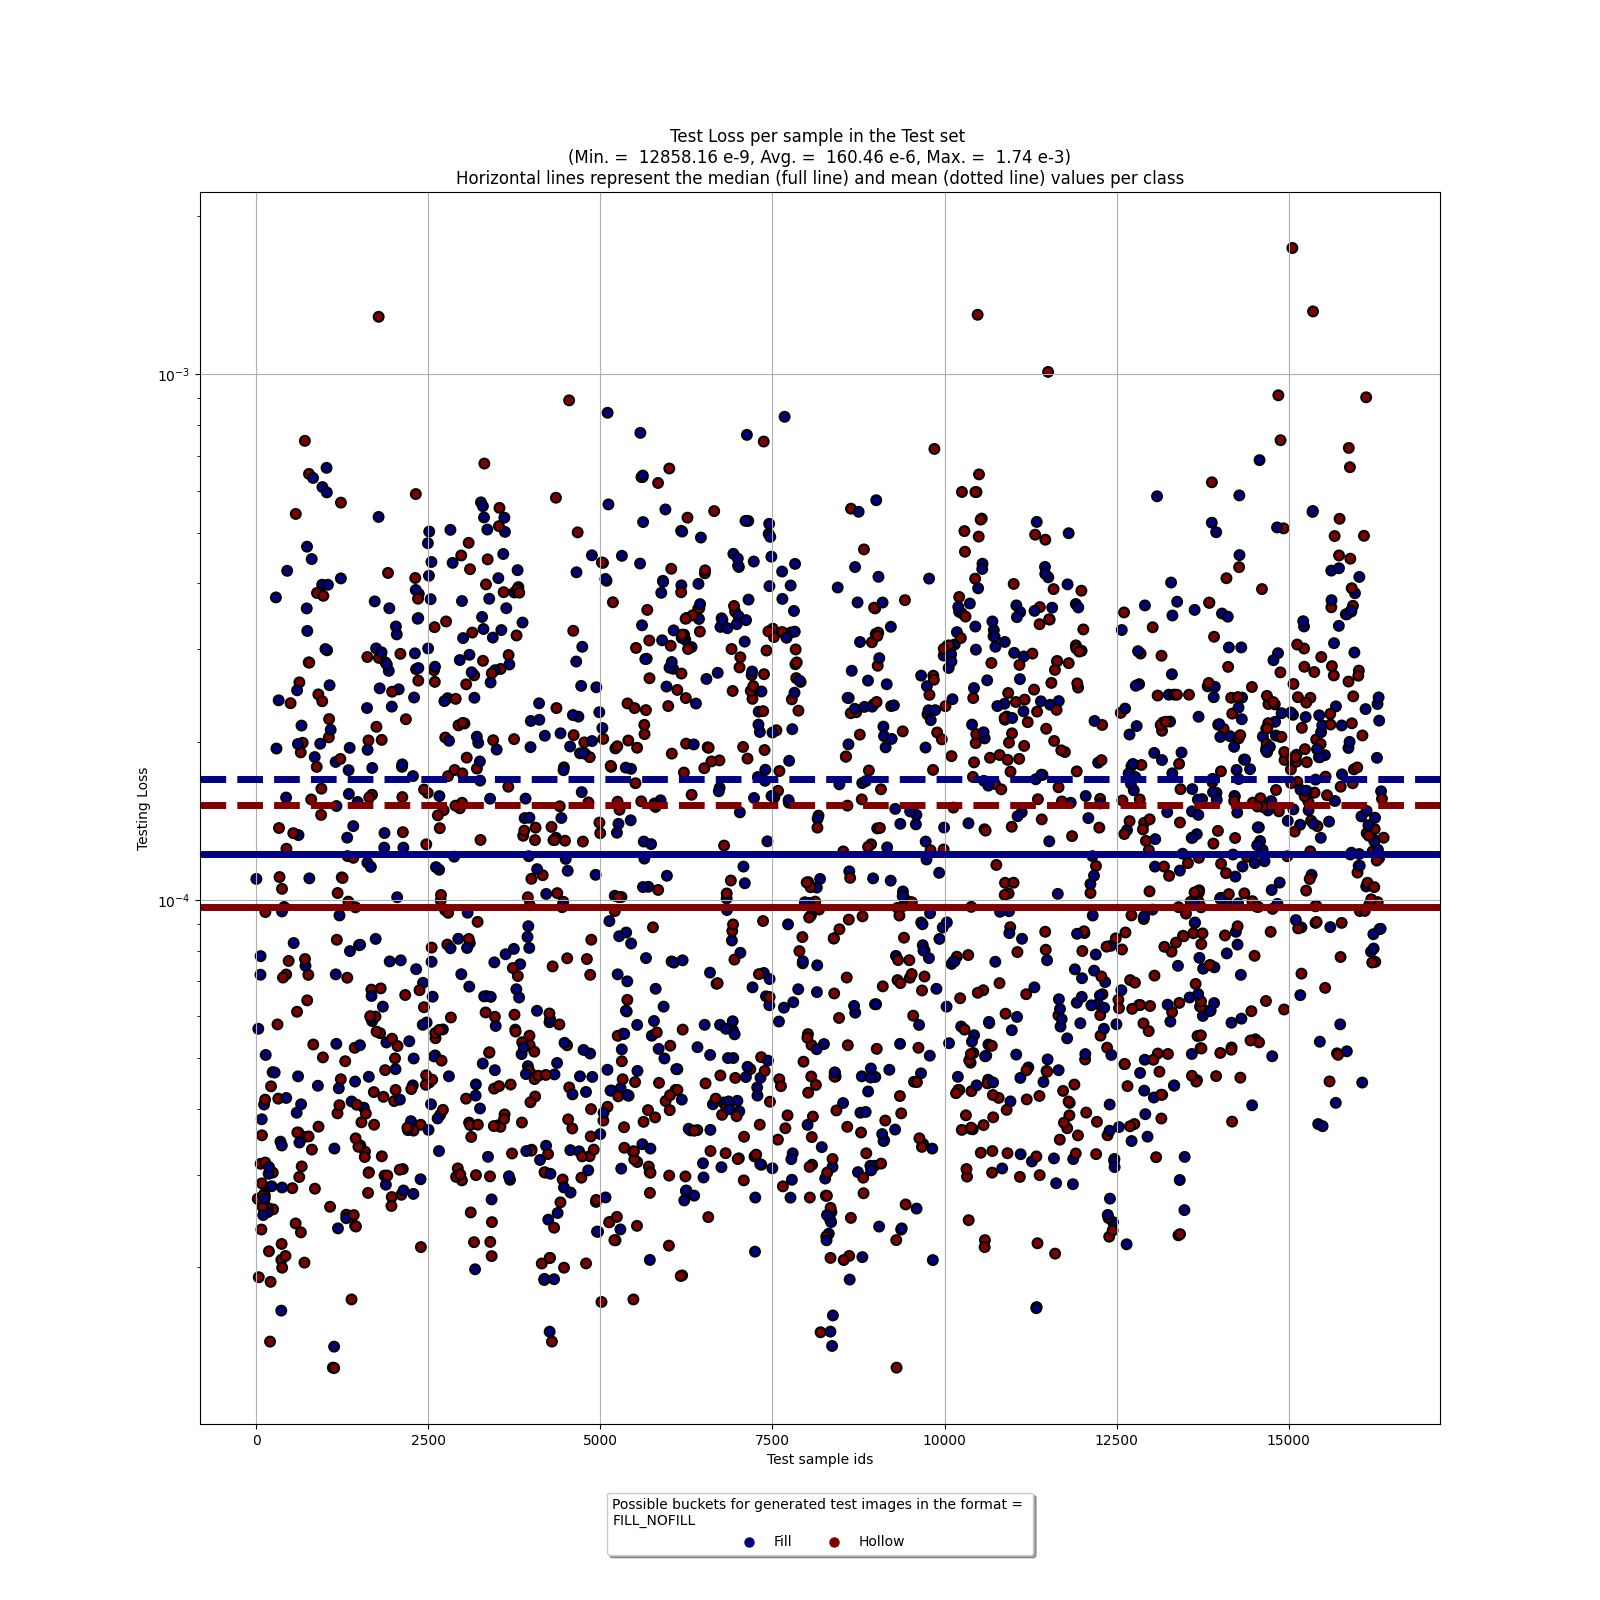 Test Loss per sample in the Test set
(Min. =  12858.16 e-9, Avg. =  160.46 e-6, Max. =  1.74 e-3)
Horizontal lines represent the median (full line) and mean (dotted line) values per class
Testing Loss
10⁻³
10⁻⁴
0 2500 5000 7500 10000 12500 15000
Test sample ids
Possible buckets for generated test images in the format =
FILL_NOFILL
Fill Hollow